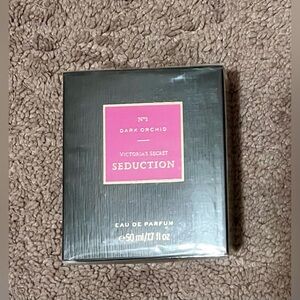 Nº1
DARK ORCHID
VICTORIA'S SECRET
SEDUCTION
EAU DE PARFUM
℮50 ml/1.7 fl oz